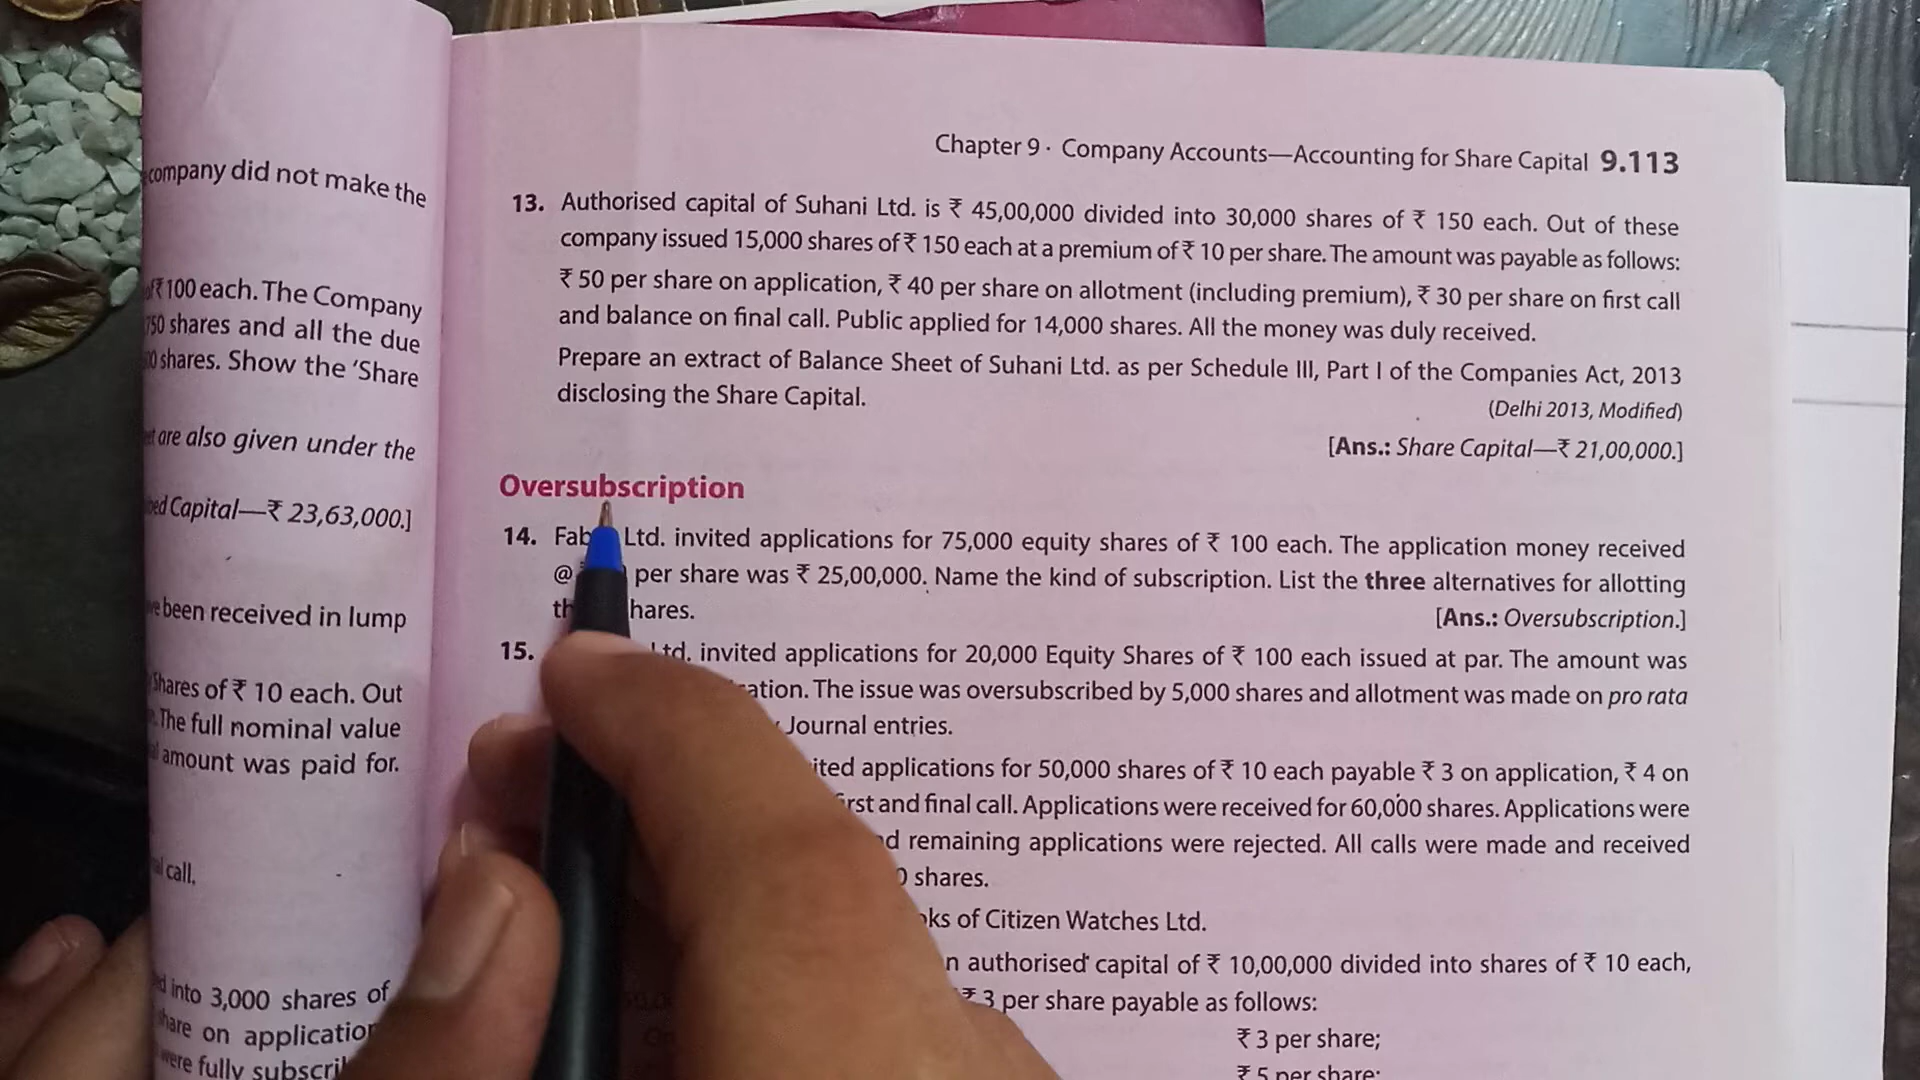 company did not make the
₹ 100 each. The Company
750 shares and all the due
shares. Show the 'Share
are also given under the
Capital—₹ 23,63,000.]
been received in lump
Shares of ₹ 10 each. Out
The full nominal value
amount was paid for.
call.
into 3,000 shares of
share on application
were fully
Chapter 9 · Company Accounts—Accounting for Share Capital 9.113
13. Authorised capital of Suhani Ltd. is ₹ 45,00,000 divided into 30,000 shares of ₹ 150 each. Out of these
company issued 15,000 shares of ₹ 150 each at a premium of ₹ 10 per share. The amount was payable as follows:
₹ 50 per share on application, ₹ 40 per share on allotment (including premium), ₹ 30 per share on first call
and balance on final call. Public applied for 14,000 shares. All the money was duly received.
Prepare an extract of Balance Sheet of Suhani Ltd. as per Schedule III, Part I of the Companies Act, 2013
disclosing the Share Capital.
(Delhi 2013, Modified)
[Ans.: Share Capital—₹ 21,00,000.]
Oversubscription
14. Ltd. invited applications for 75,000 equity shares of ₹ 100 each. The application money received
@ per share was ₹ 25,00,000. Name the kind of subscription. List the three alternatives for allotting
shares. [Ans.: Oversubscription.]
15. Ltd. invited applications for 20,000 Equity Shares of ₹ 100 each issued at par. The amount was
The issue was oversubscribed by 5,000 shares and allotment was made on pro rata
Journal entries.
applications for 50,000 shares of ₹ 10 each payable ₹ 3 on application, ₹ 4 on
and final call. Applications were received for 60,000 shares. Applications were
remaining applications were rejected. All calls were made and received
shares.
of Citizen Watches Ltd.
authorised capital of ₹ 10,00,000 divided into shares of ₹ 10 each,
₹ 3 per share payable as follows:
₹ 3 per share;
₹ 5 per share;